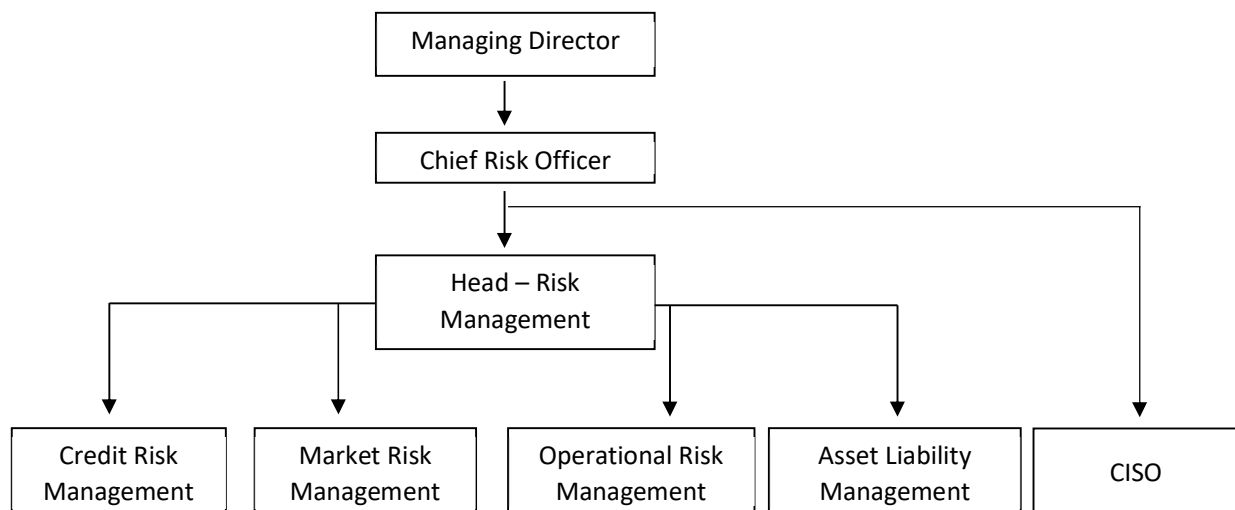 Managing Director
Chief Risk Officer
Head – Risk
Management
Credit Risk
Management
Market Risk
Management
Operational Risk
Management
Asset Liability
Management
CISO